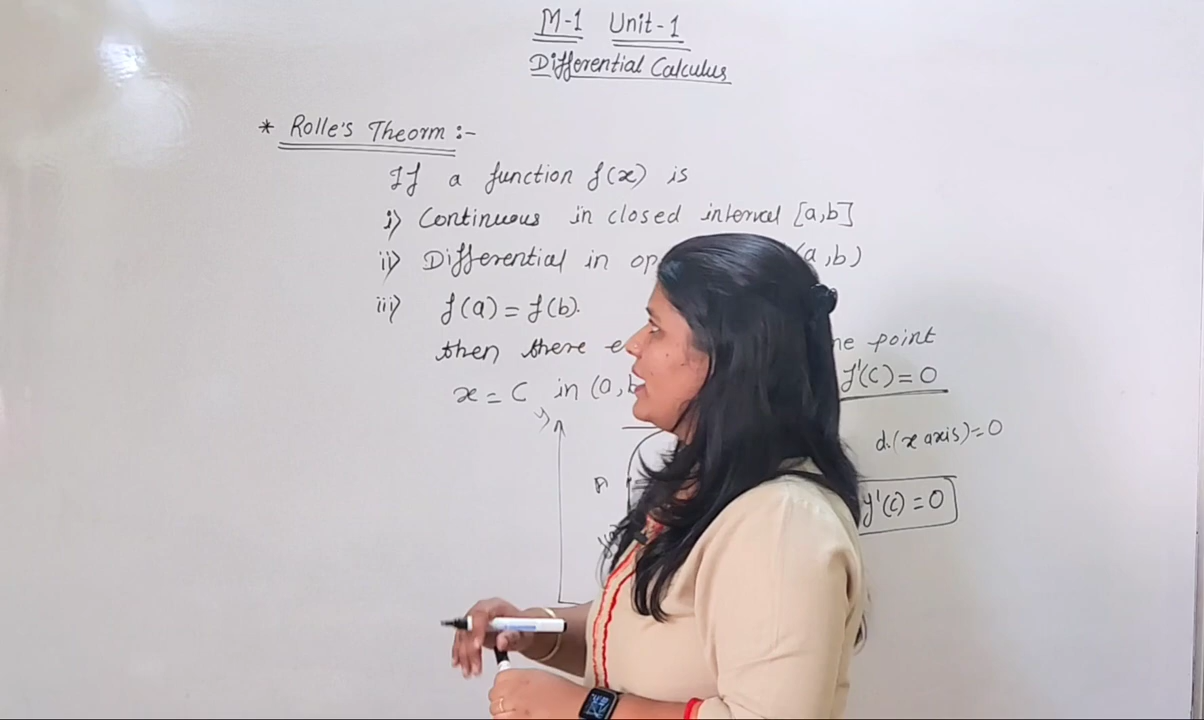 M-1 Unit-1
Differential Calculus
* Rolle's Theorm :-
If a function f(x) is
i) Continuous in closed interval [a,b]
ii) Differential in op (a,b)
iii) f(a) = f(b).
then there e point
x = C in (a,b f'(C) = 0
y
d.(x axis) = 0
A
f'(C) = 0